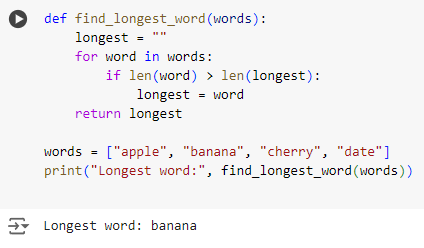 def find_longest_word(words):
    longest = ""
    for word in words:
        if len(word) > len(longest):
            longest = word
    return longest

words = ["apple", "banana", "cherry", "date"]
print("Longest word:", find_longest_word(words))
Longest word: banana